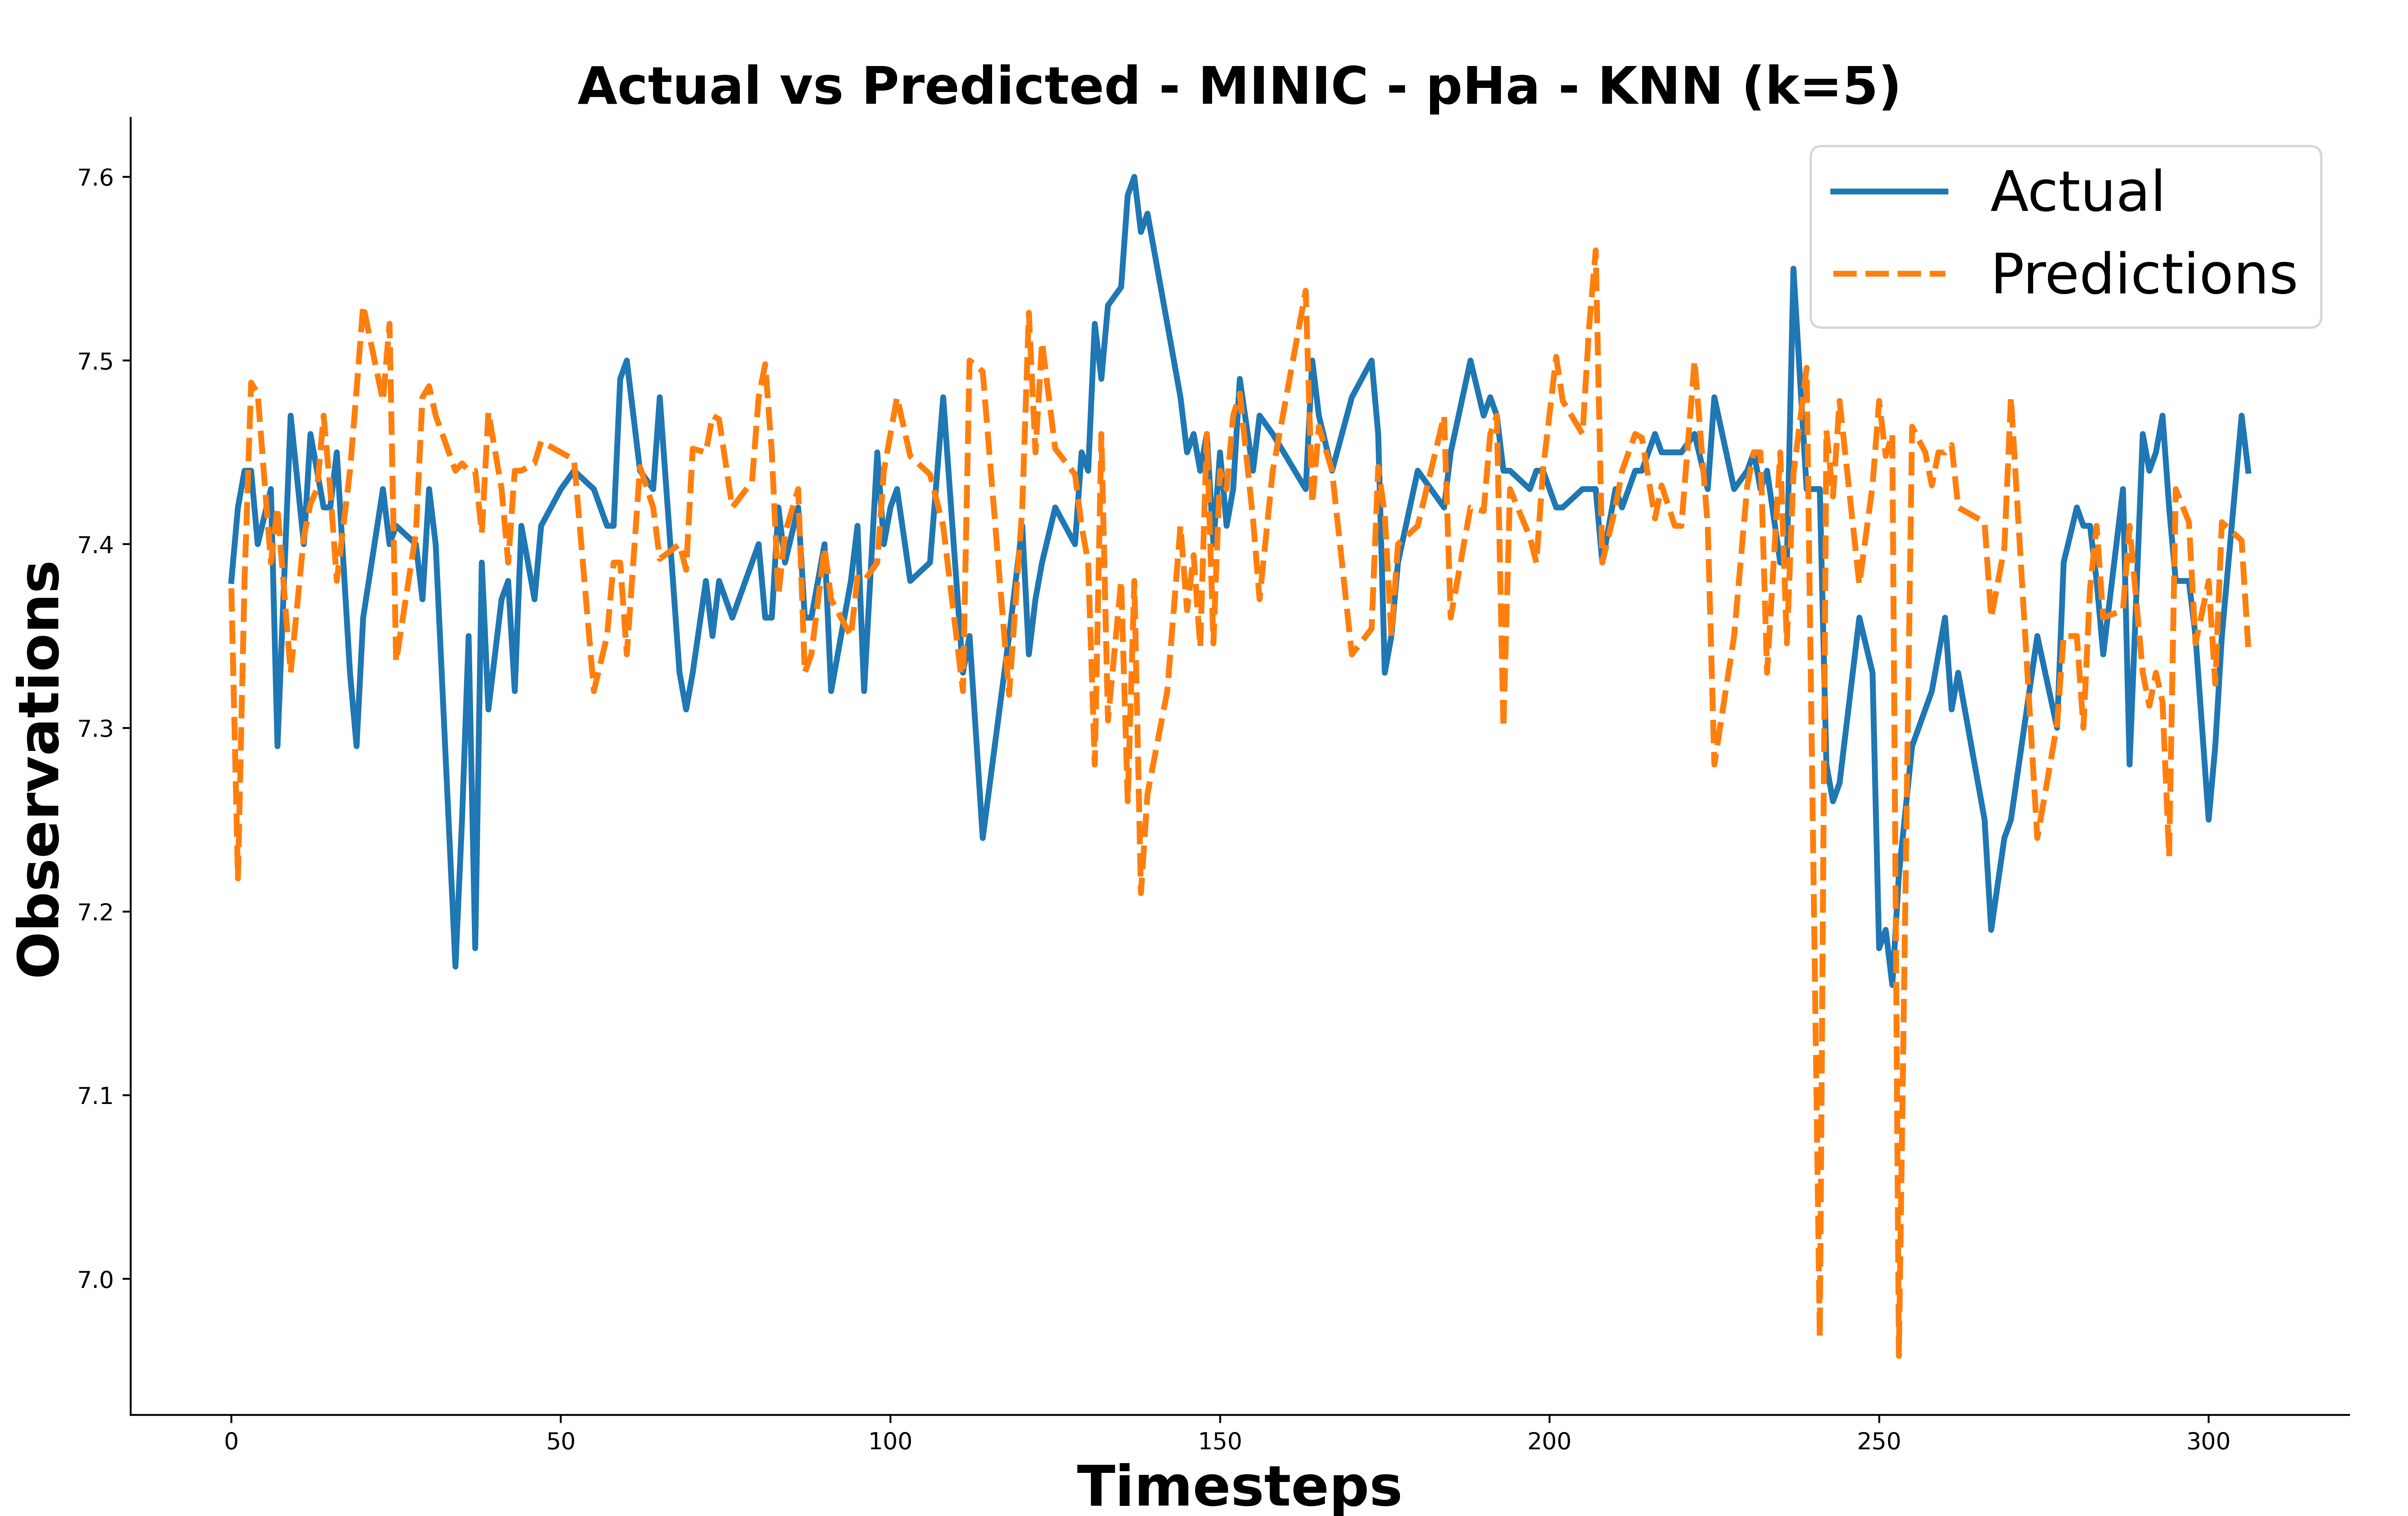 Actual vs Predicted - MINIC - pHa - KNN (k=5)
Actual
Predictions
Observations
7.6
7.5
7.4
7.3
7.2
7.1
7.0
0 50 100 150 200 250 300
Timesteps